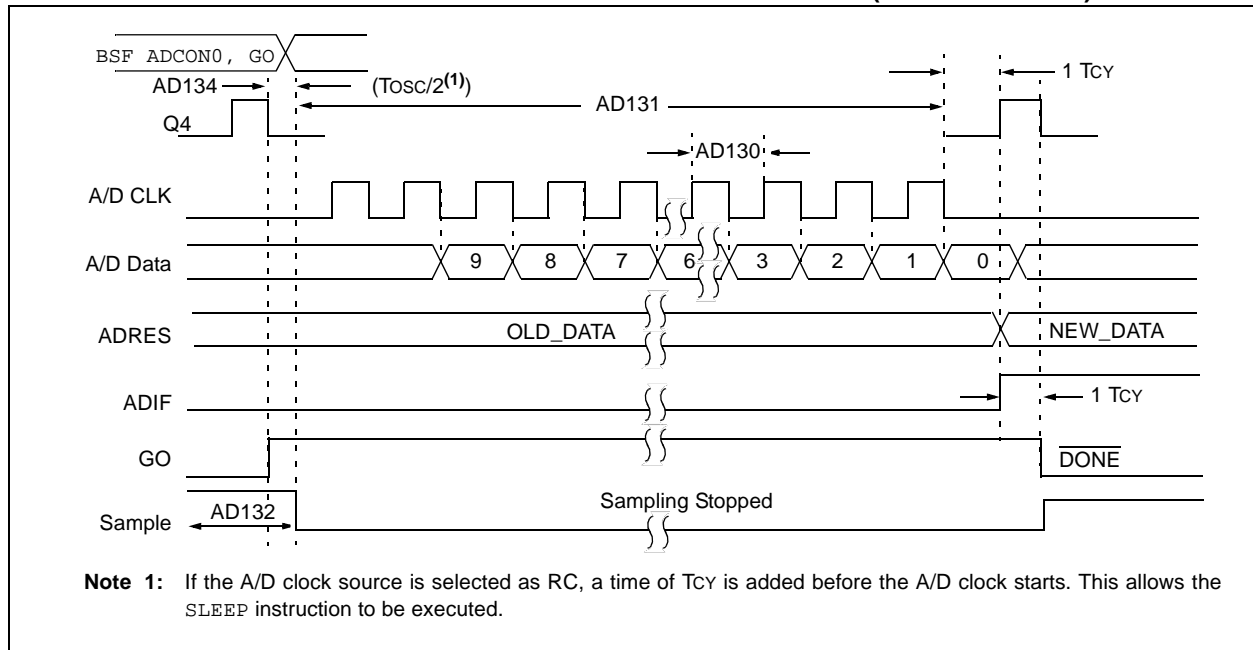 BSF ADCON0, GO
AD134
(TOSC/2(1))
AD131
1 TCY
Q4
AD130
A/D CLK
A/D Data
9 8 7 6 3 2 1 0
ADRES
OLD_DATA
NEW_DATA
ADIF
1 TCY
GO
DONE
Sample
AD132
Sampling Stopped
Note 1: If the A/D clock source is selected as RC, a time of TCY is added before the A/D clock starts. This allows the
SLEEP instruction to be executed.